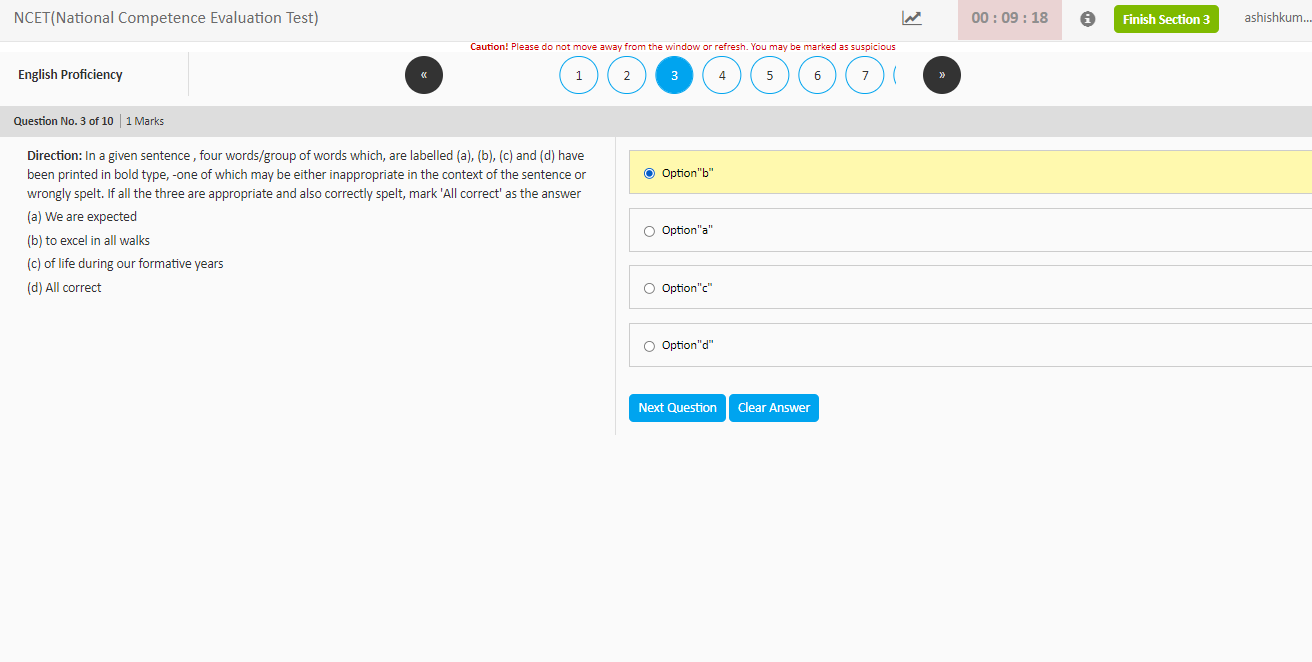 NCET(National Competence Evaluation Test)
00 : 09 : 18
Finish Section 3
ashishkum...
Caution! Please do not move away from the window or refresh. You may be marked as suspicious
English Proficiency
«
1
2
3
4
5
6
7
»
Question No. 3 of 10 | 1 Marks
Direction: In a given sentence , four words/group of words which, are labelled (a), (b), (c) and (d) have
been printed in bold type, -one of which may be either inappropriate in the context of the sentence or
wrongly spelt. If all the three are appropriate and also correctly spelt, mark 'All correct' as the answer
(a) We are expected
(b) to excel in all walks
(c) of life during our formative years
(d) All correct
Option"b"
Option"a"
Option"c"
Option"d"
Next Question
Clear Answer